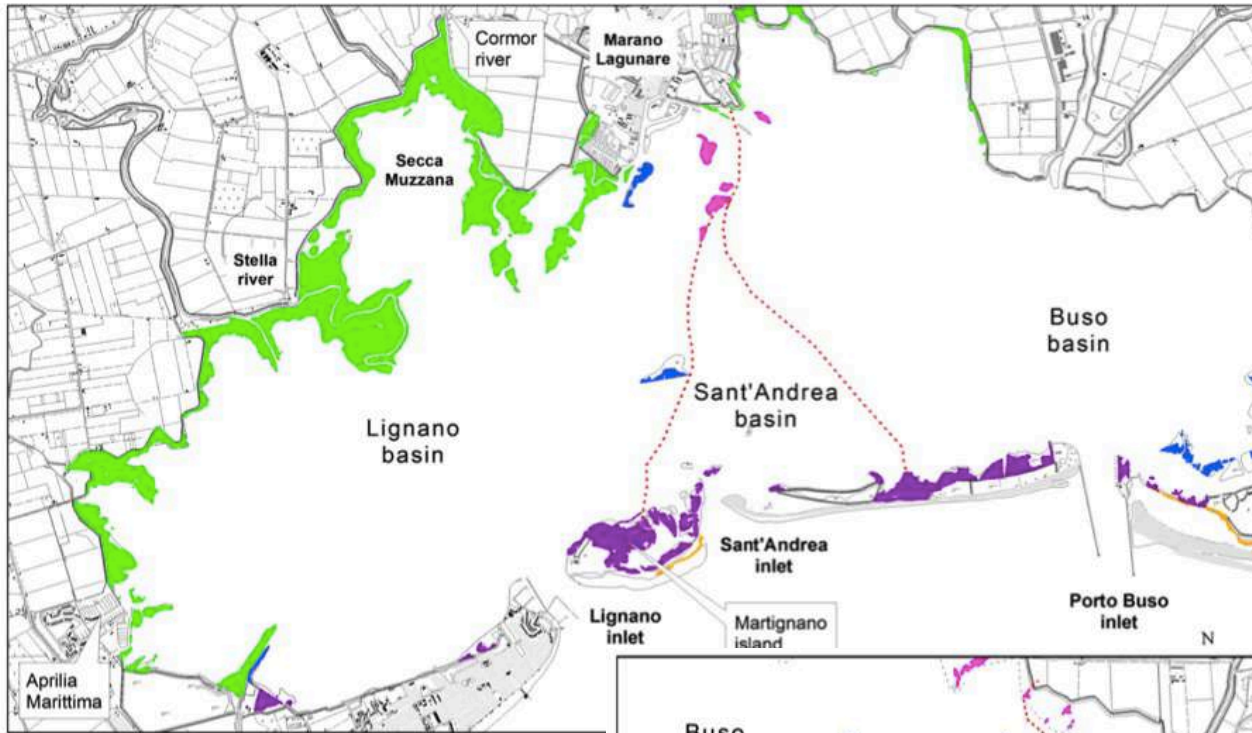 Cormor
river
Marano
Lagunare
Secca
Muzzana
Stella
river
Buso
basin
Sant'Andrea
basin
Lignano
basin
Sant'Andrea
inlet
Lignano
inlet
Martignano
island
Porto Buso
inlet
N
Aprilia
Marittima
Buso